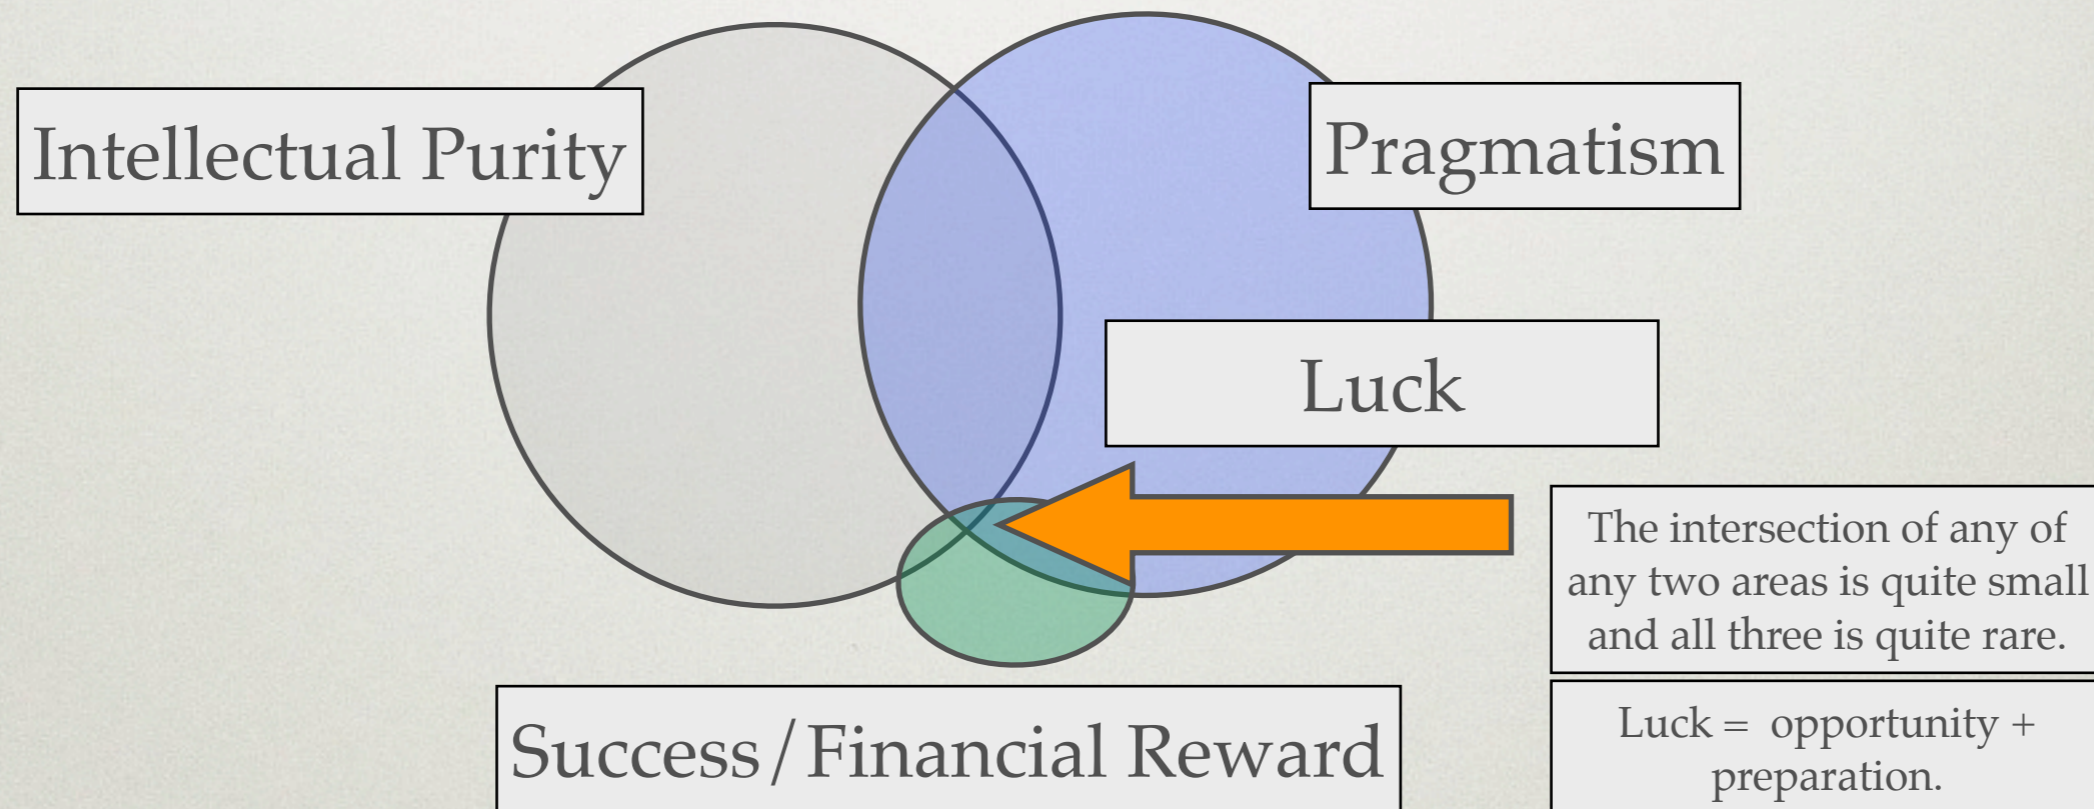 Intellectual Purity
Pragmatism
Luck
The intersection of any of
any two areas is quite small
and all three is quite rare.
Success/Financial Reward
Luck = opportunity +
preparation.